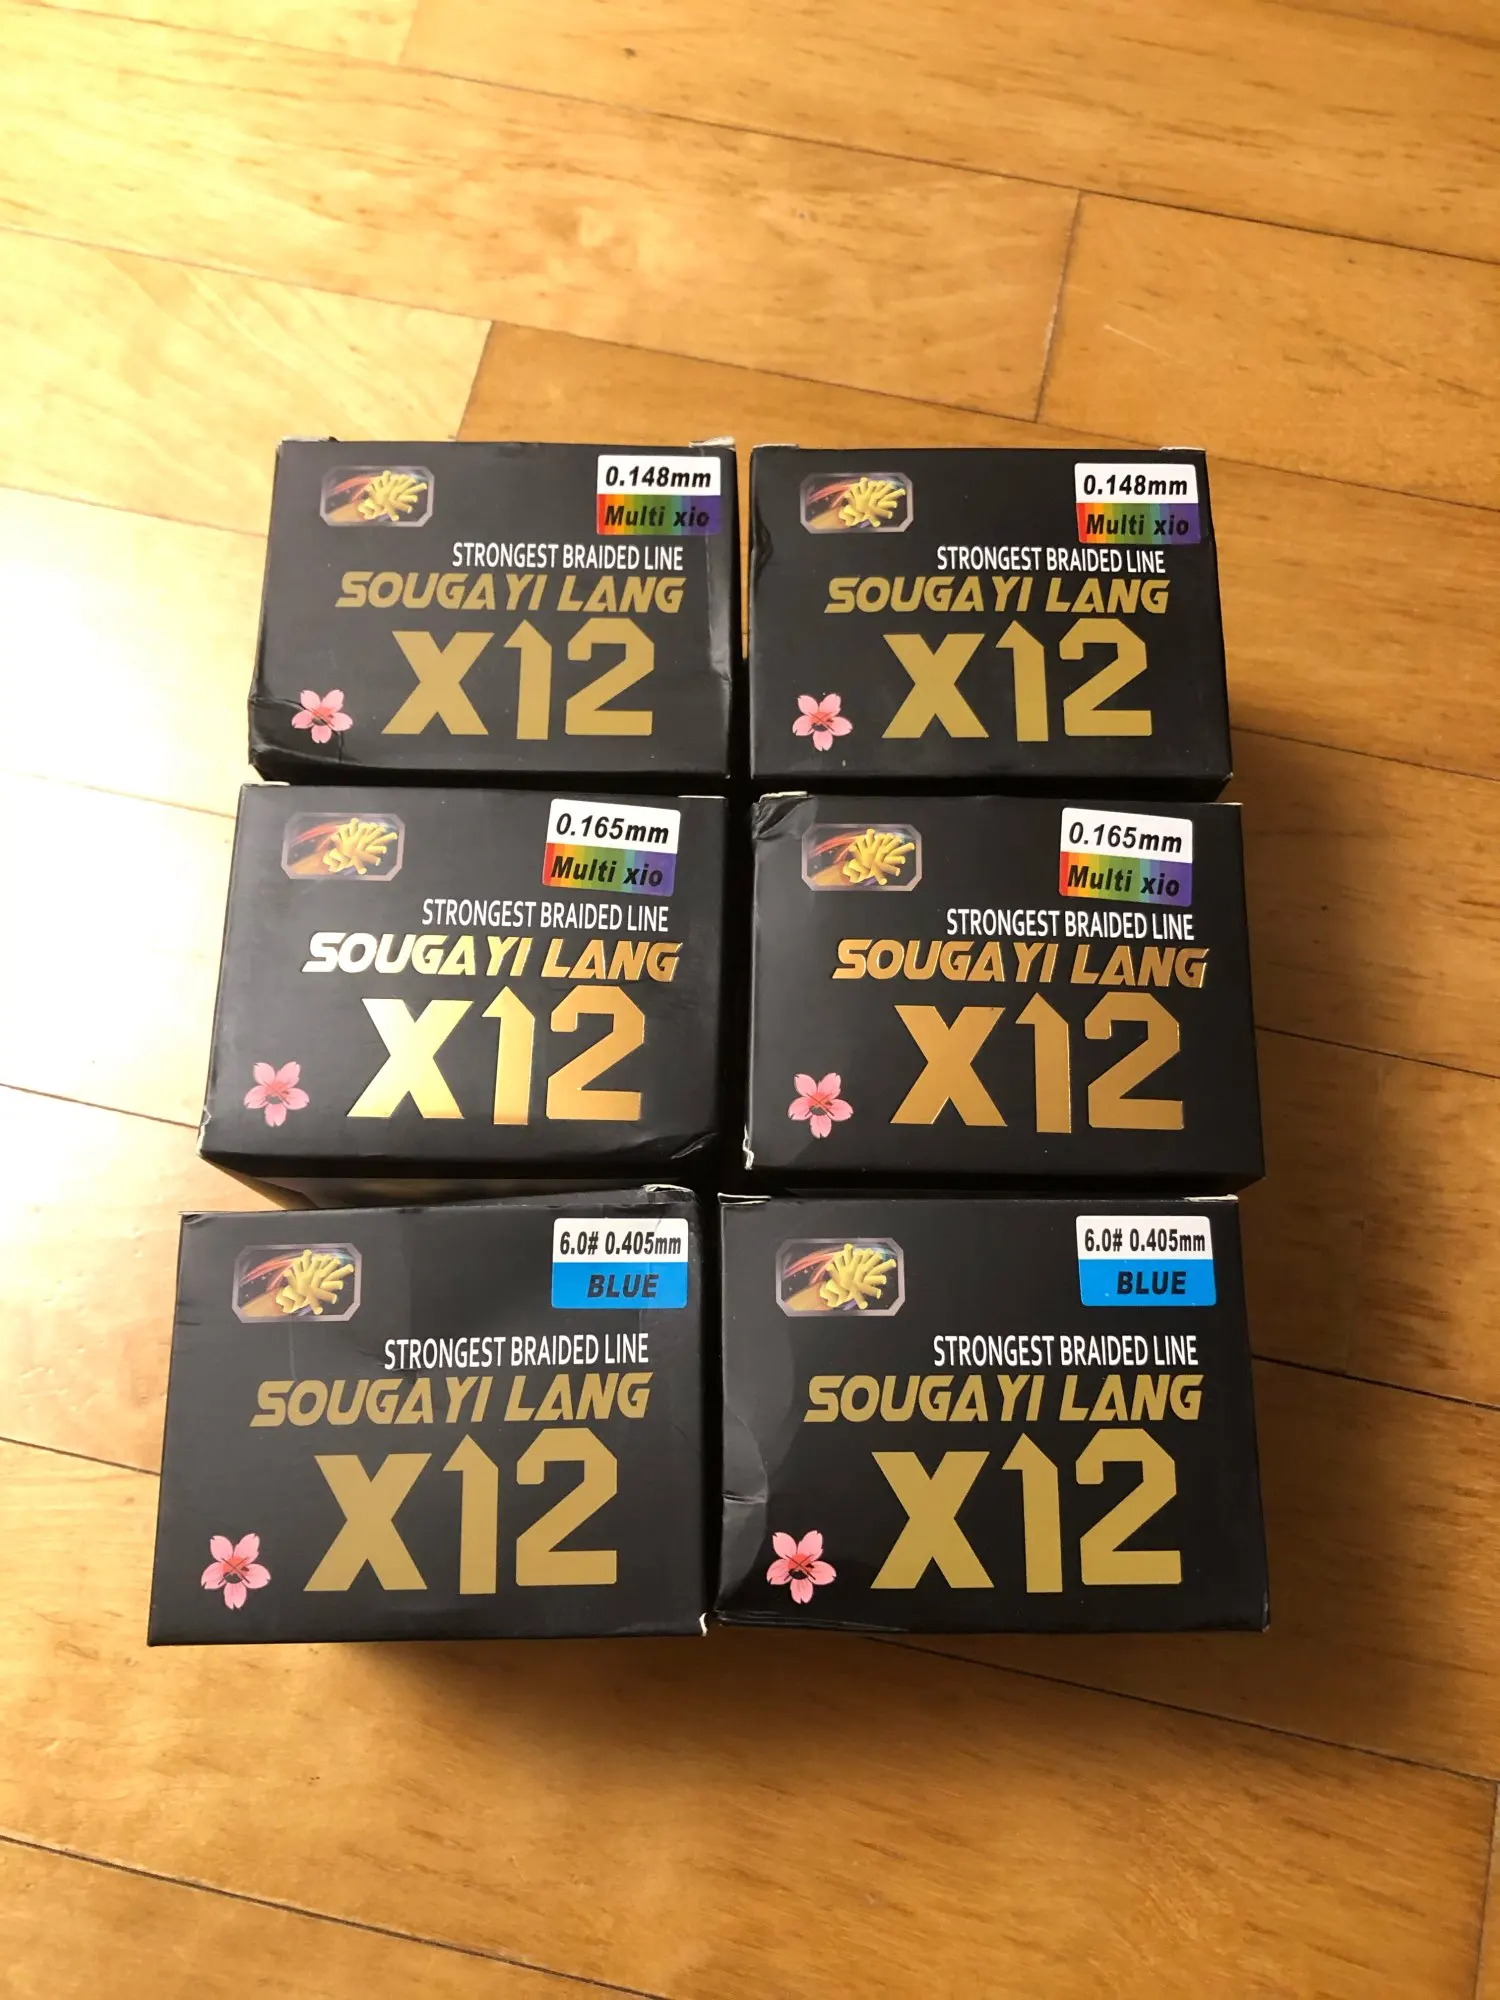 0.148mm
Multi xio
STRONGEST BRAIDED LINE
SOUGAYI LANG
X12
0.148mm
Multi xio
STRONGEST BRAIDED LINE
SOUGAYI LANG
X12
0.165mm
Multi xio
STRONGEST BRAIDED LINE
SOUGAYI LANG
X12
0.165mm
Multi xio
STRONGEST BRAIDED LINE
SOUGAYI LANG
X12
6.0# 0.405mm
BLUE
STRONGEST BRAIDED LINE
SOUGAYI LANG
X12
6.0# 0.405mm
BLUE
STRONGEST BRAIDED LINE
SOUGAYI LANG
X12